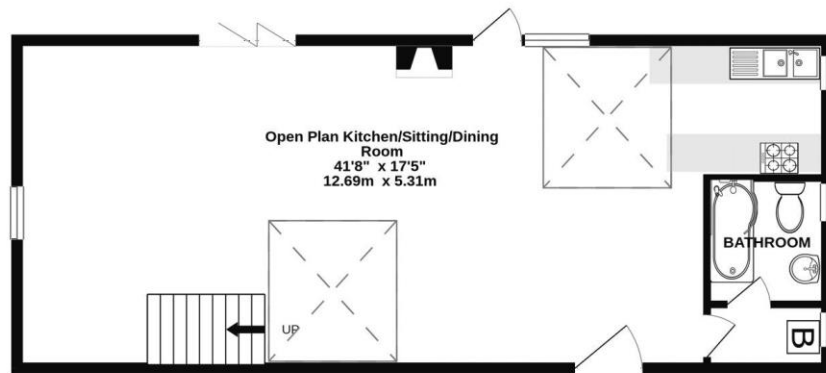 Open Plan Kitchen/Sitting/Dining
Room
41'8" x 17'5"
12.69m x 5.31m
BATHROOM
UP
B